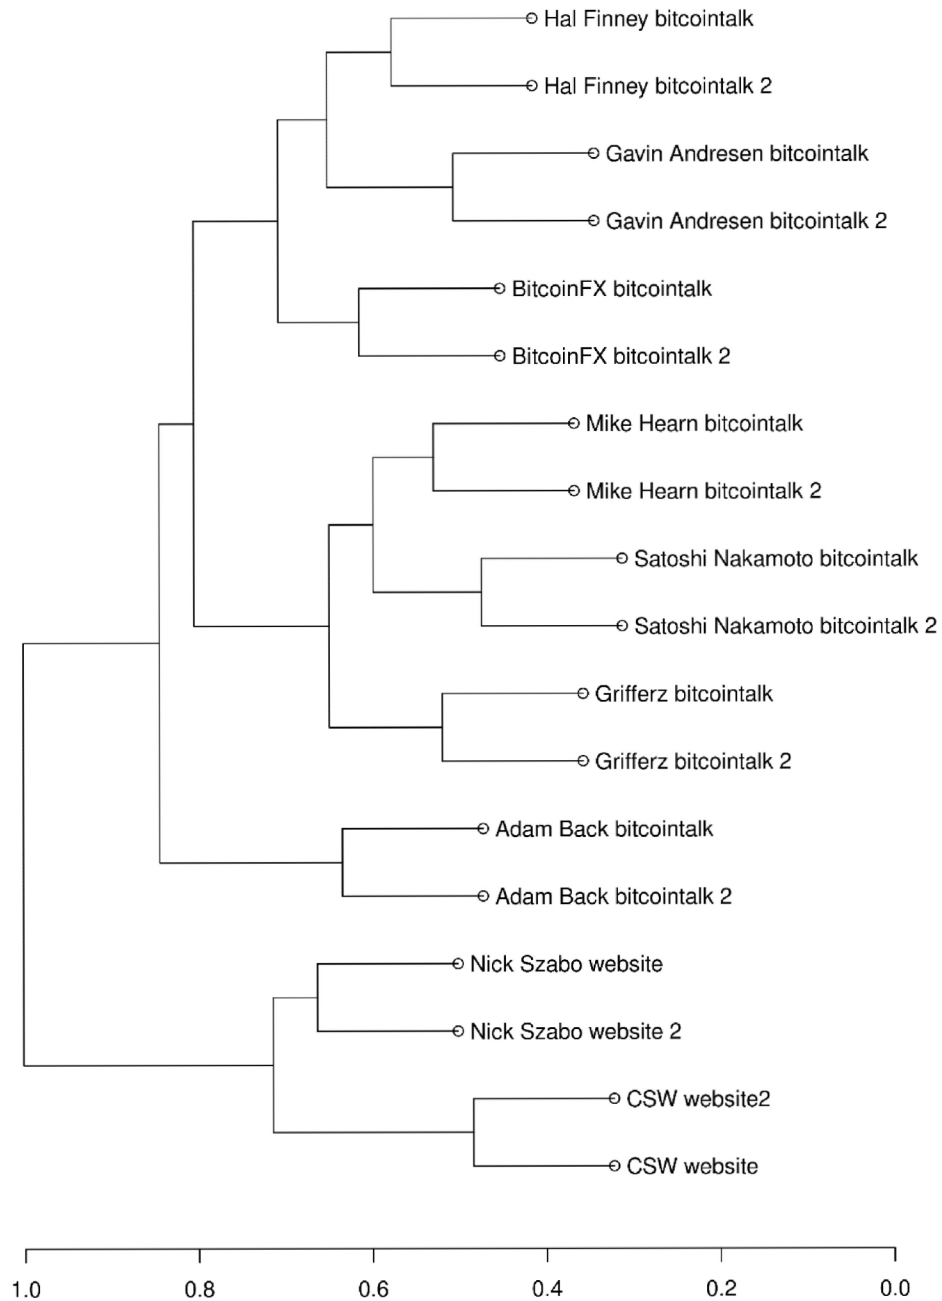 Hal Finney bitcointalk
Hal Finney bitcointalk 2
Gavin Andresen bitcointalk
Gavin Andresen bitcointalk 2
BitcoinFX bitcointalk
BitcoinFX bitcointalk 2
Mike Hearn bitcointalk
Mike Hearn bitcointalk 2
Satoshi Nakamoto bitcointalk
Satoshi Nakamoto bitcointalk 2
Grifferz bitcointalk
Grifferz bitcointalk 2
Adam Back bitcointalk
Adam Back bitcointalk 2
Nick Szabo website
Nick Szabo website 2
CSW website2
CSW website
1.0 0.8 0.6 0.4 0.2 0.0